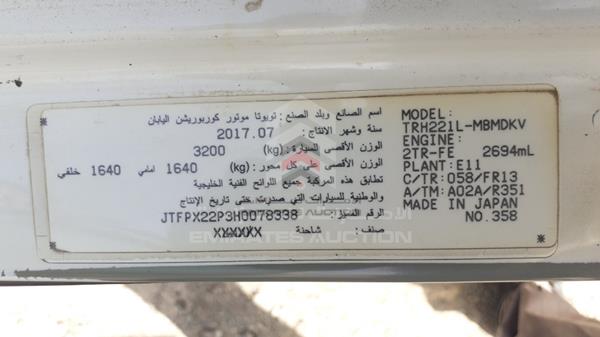 اسم الصانع وبلد الصنع: تويوتا موتور كوربوريشن اليابان
سنة وشهر الانتاج: 2017.07
الوزن الأقصى للسيارة: (kg) 3200
الوزن الأقصى على كل محور: (kg) 1640 امامي 1640 خلفي
تطابق هذه المركبة جميع اللوائح الفنية الخليجية
والوطنية للسيارات التي صدرت حتى تاريخ الإنتاج
الرقم المميز: JTFPX22P3H0078338
صنف: شاحنة XXXXXX
MODEL:
TRH221L-MBMDKV
ENGINE:
2TR-FE 2694mL
PLANT: E11
C/TR: 058/FR13
A/TM: A02A/R351
MADE IN JAPAN
NO.358
EMIRATES AUCTION